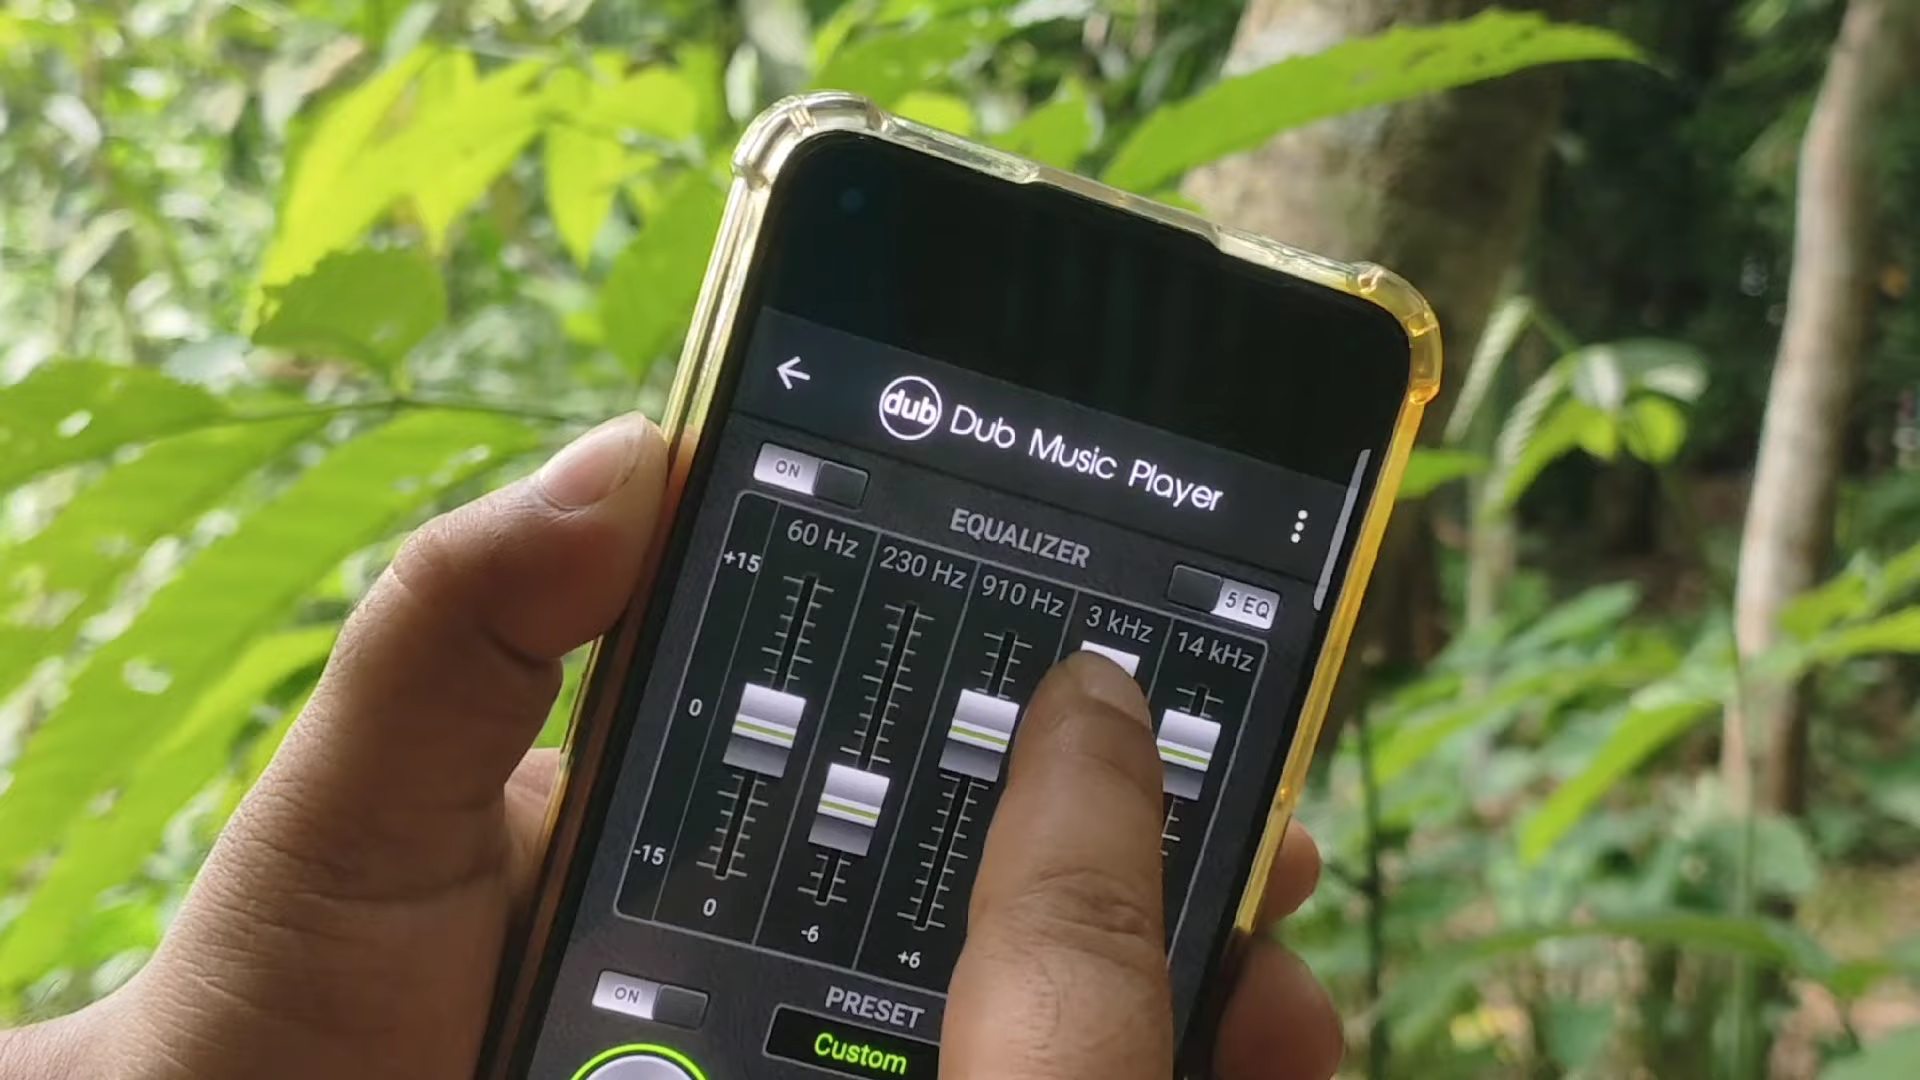 dub Dub Music Player
ON
EQUALIZER
5 EQ
60 Hz 230 Hz 910 Hz 3 kHz 14 kHz
+15
0
-15
0 -6 +6
ON
PRESET
Custom